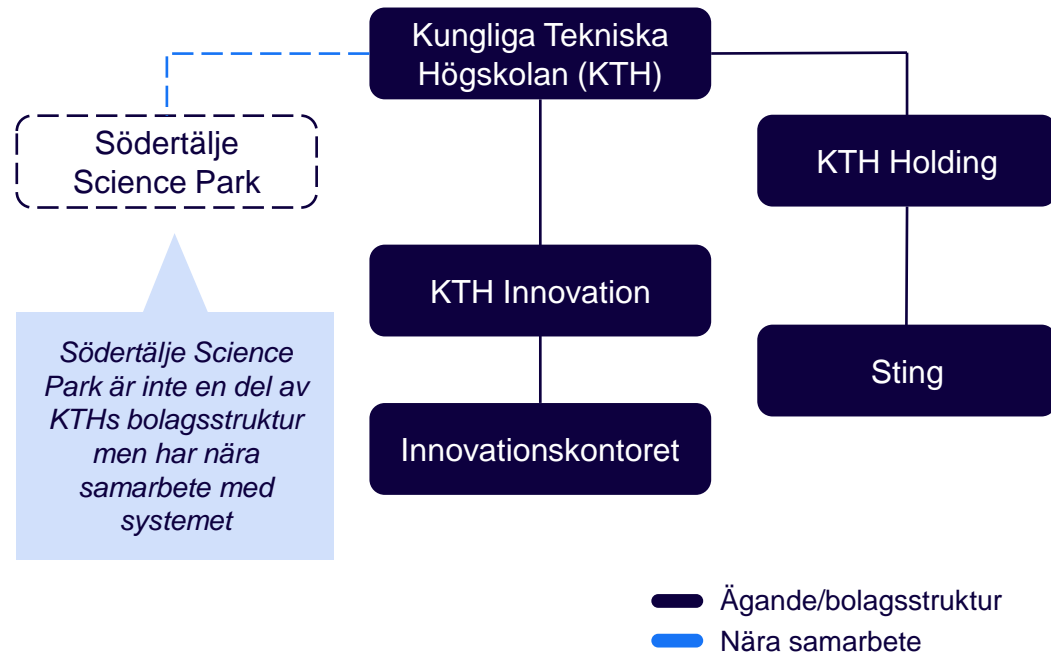 Kungliga Tekniska
Högskolan (KTH)
Södertälje
Science Park
KTH Holding
KTH Innovation
Sting
Södertälje Science
Park är inte en del av
KTHs bolagsstruktur
men har nära
samarbete med
systemet
Innovationskontoret
Ägande/bolagsstruktur
Nära samarbete